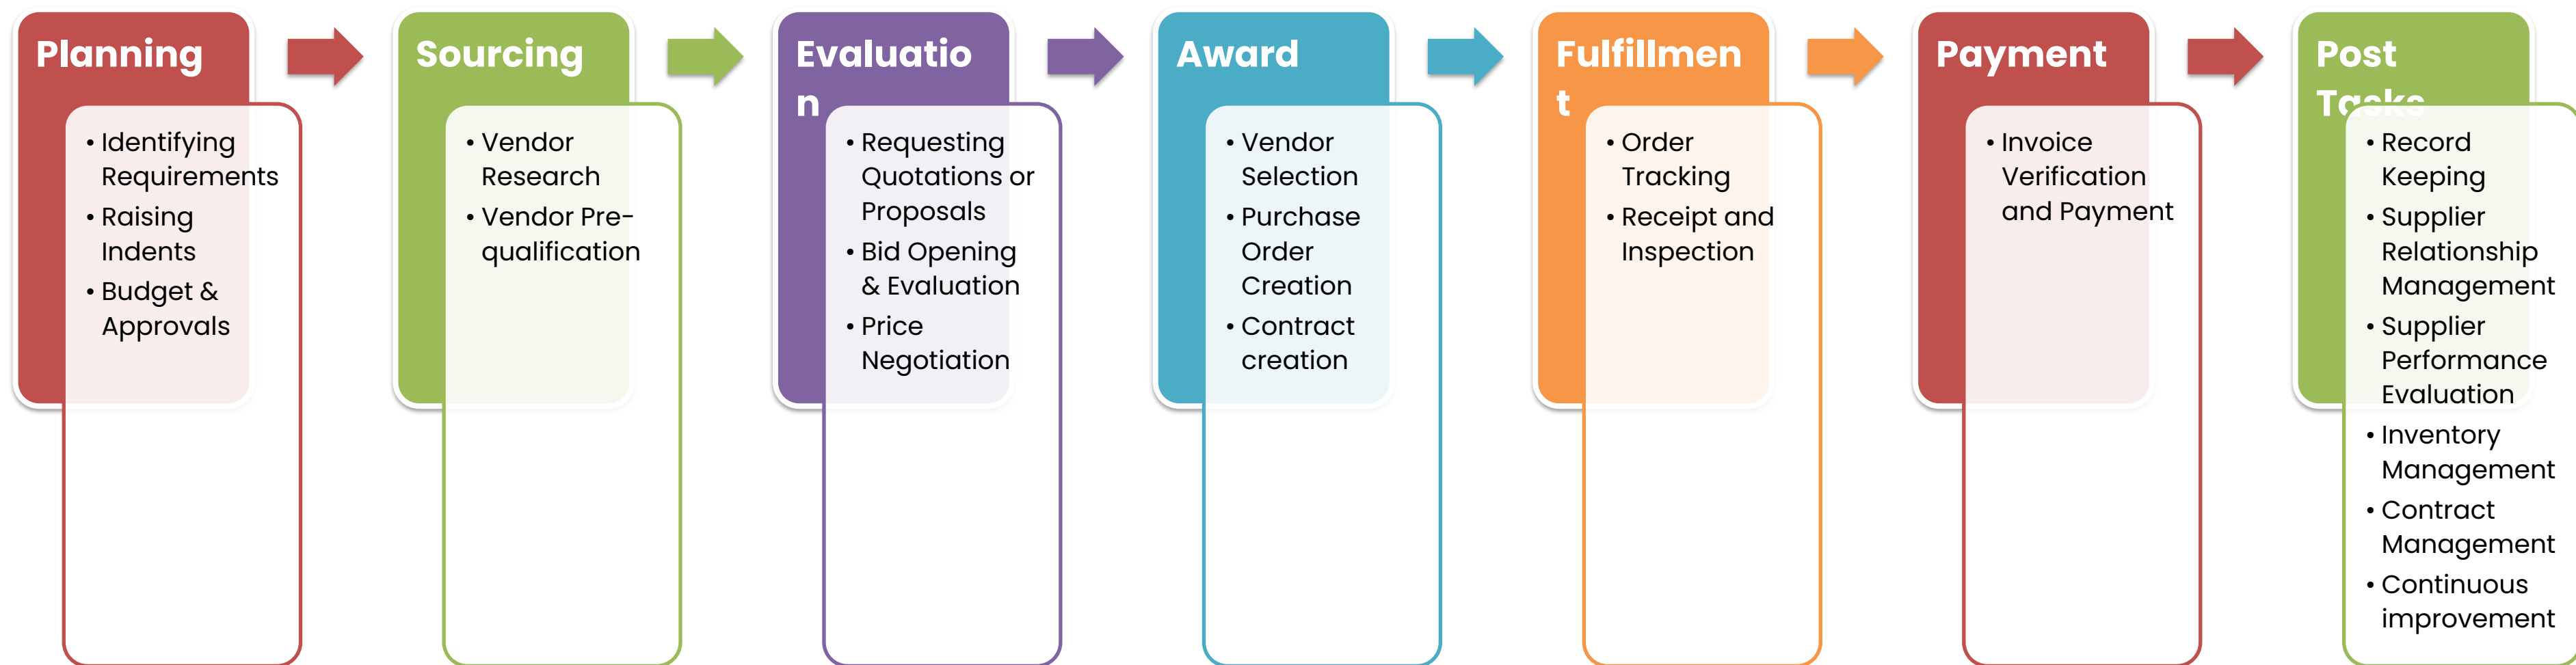 Planning
• Identifying
Requirements
• Raising
Indents
• Budget &
Approvals
Sourcing
• Vendor
Research
• Vendor Pre-
qualification
Evaluatio
n
• Requesting
Quotations or
Proposals
• Bid Opening
& Evaluation
• Price
Negotiation
Award
• Vendor
Selection
• Purchase
Order
Creation
• Contract
creation
Fulfillmen
t
• Order
Tracking
• Receipt and
Inspection
Payment
• Invoice
Verification
and Payment
Post
Tasks
• Record
Keeping
• Supplier
Relationship
Management
• Supplier
Performance
Evaluation
• Inventory
Management
• Contract
Management
• Continuous
improvement